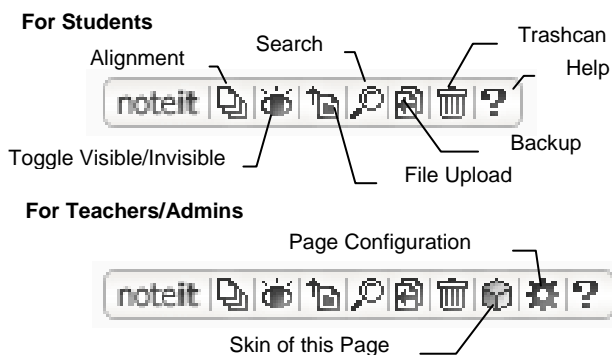 For Students
Alignment
Search
Trashcan
Help
noteit
Toggle Visible/Invisible
File Upload
Backup
For Teachers/Admins
Page Configuration
noteit
Skin of this Page